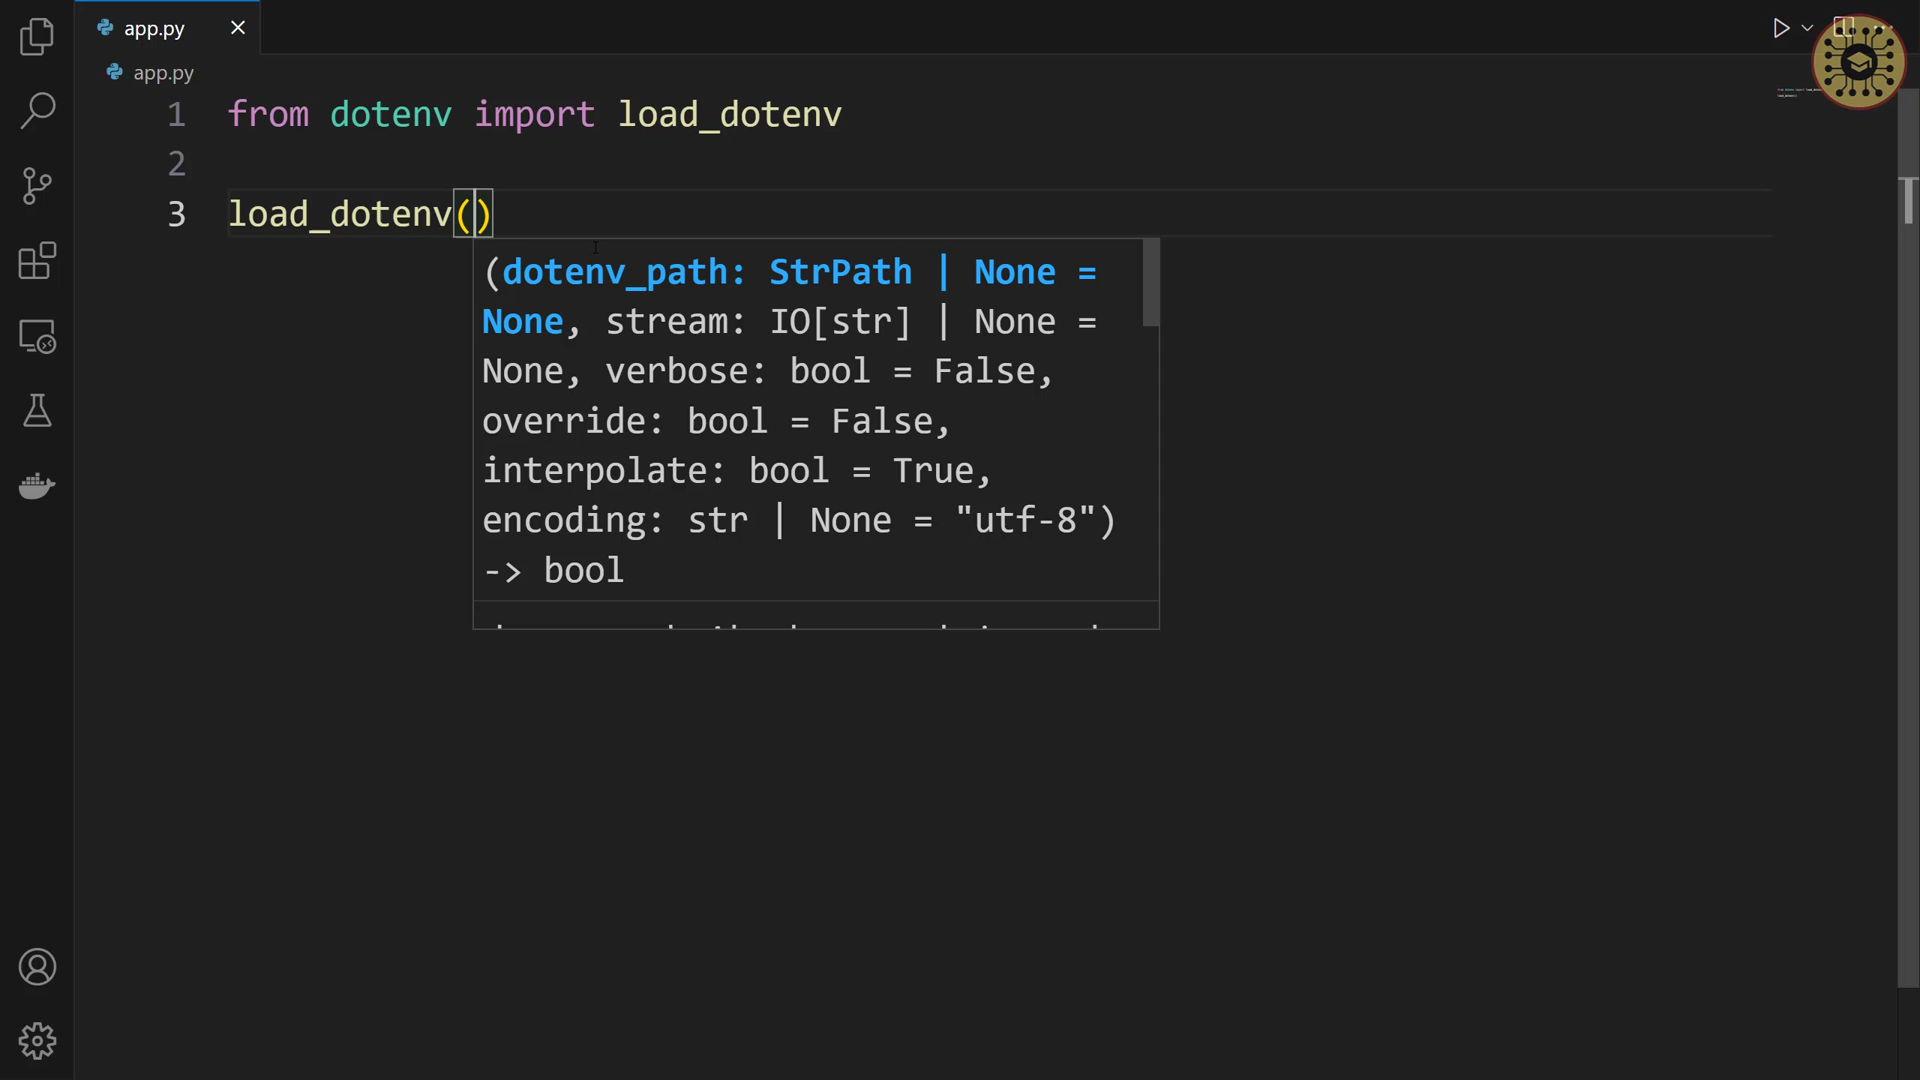 app.py
app.py
1 from dotenv import load_dotenv
2
3 load_dotenv()
(dotenv_path: StrPath | None =
None, stream: IO[str] | None =
None, verbose: bool = False,
override: bool = False,
interpolate: bool = True,
encoding: str | None = "utf-8")
-> bool